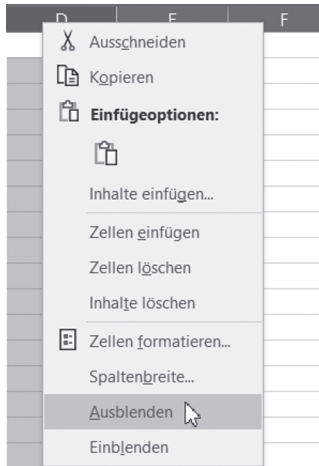 D E F
Ausschneiden
Kopieren
Einfügeoptionen:
Inhalte einfügen...
Zellen einfügen
Zellen löschen
Inhalte löschen
Zellen formatieren...
Spaltenbreite...
Ausblenden
Einblenden